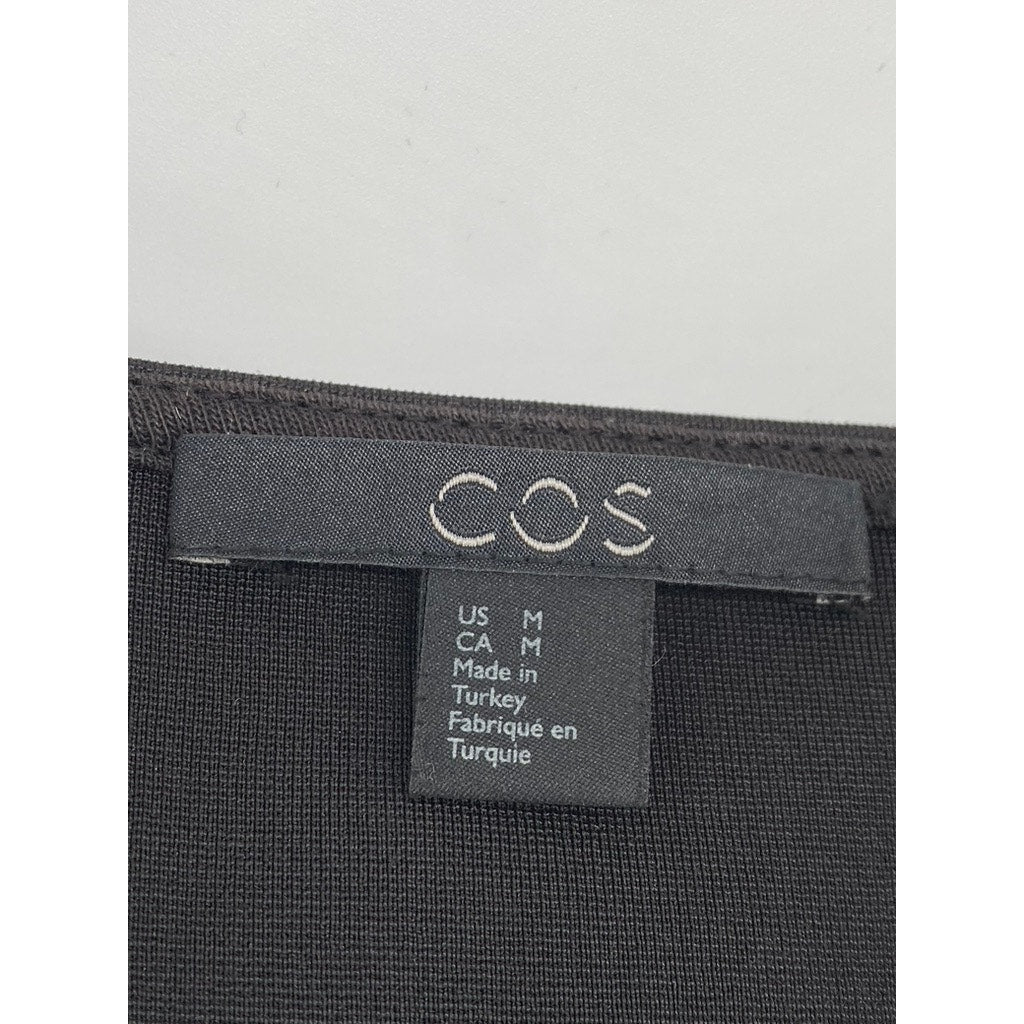 COS
US M
CA M
Made in
Turkey
Fabriqué en
Turquie